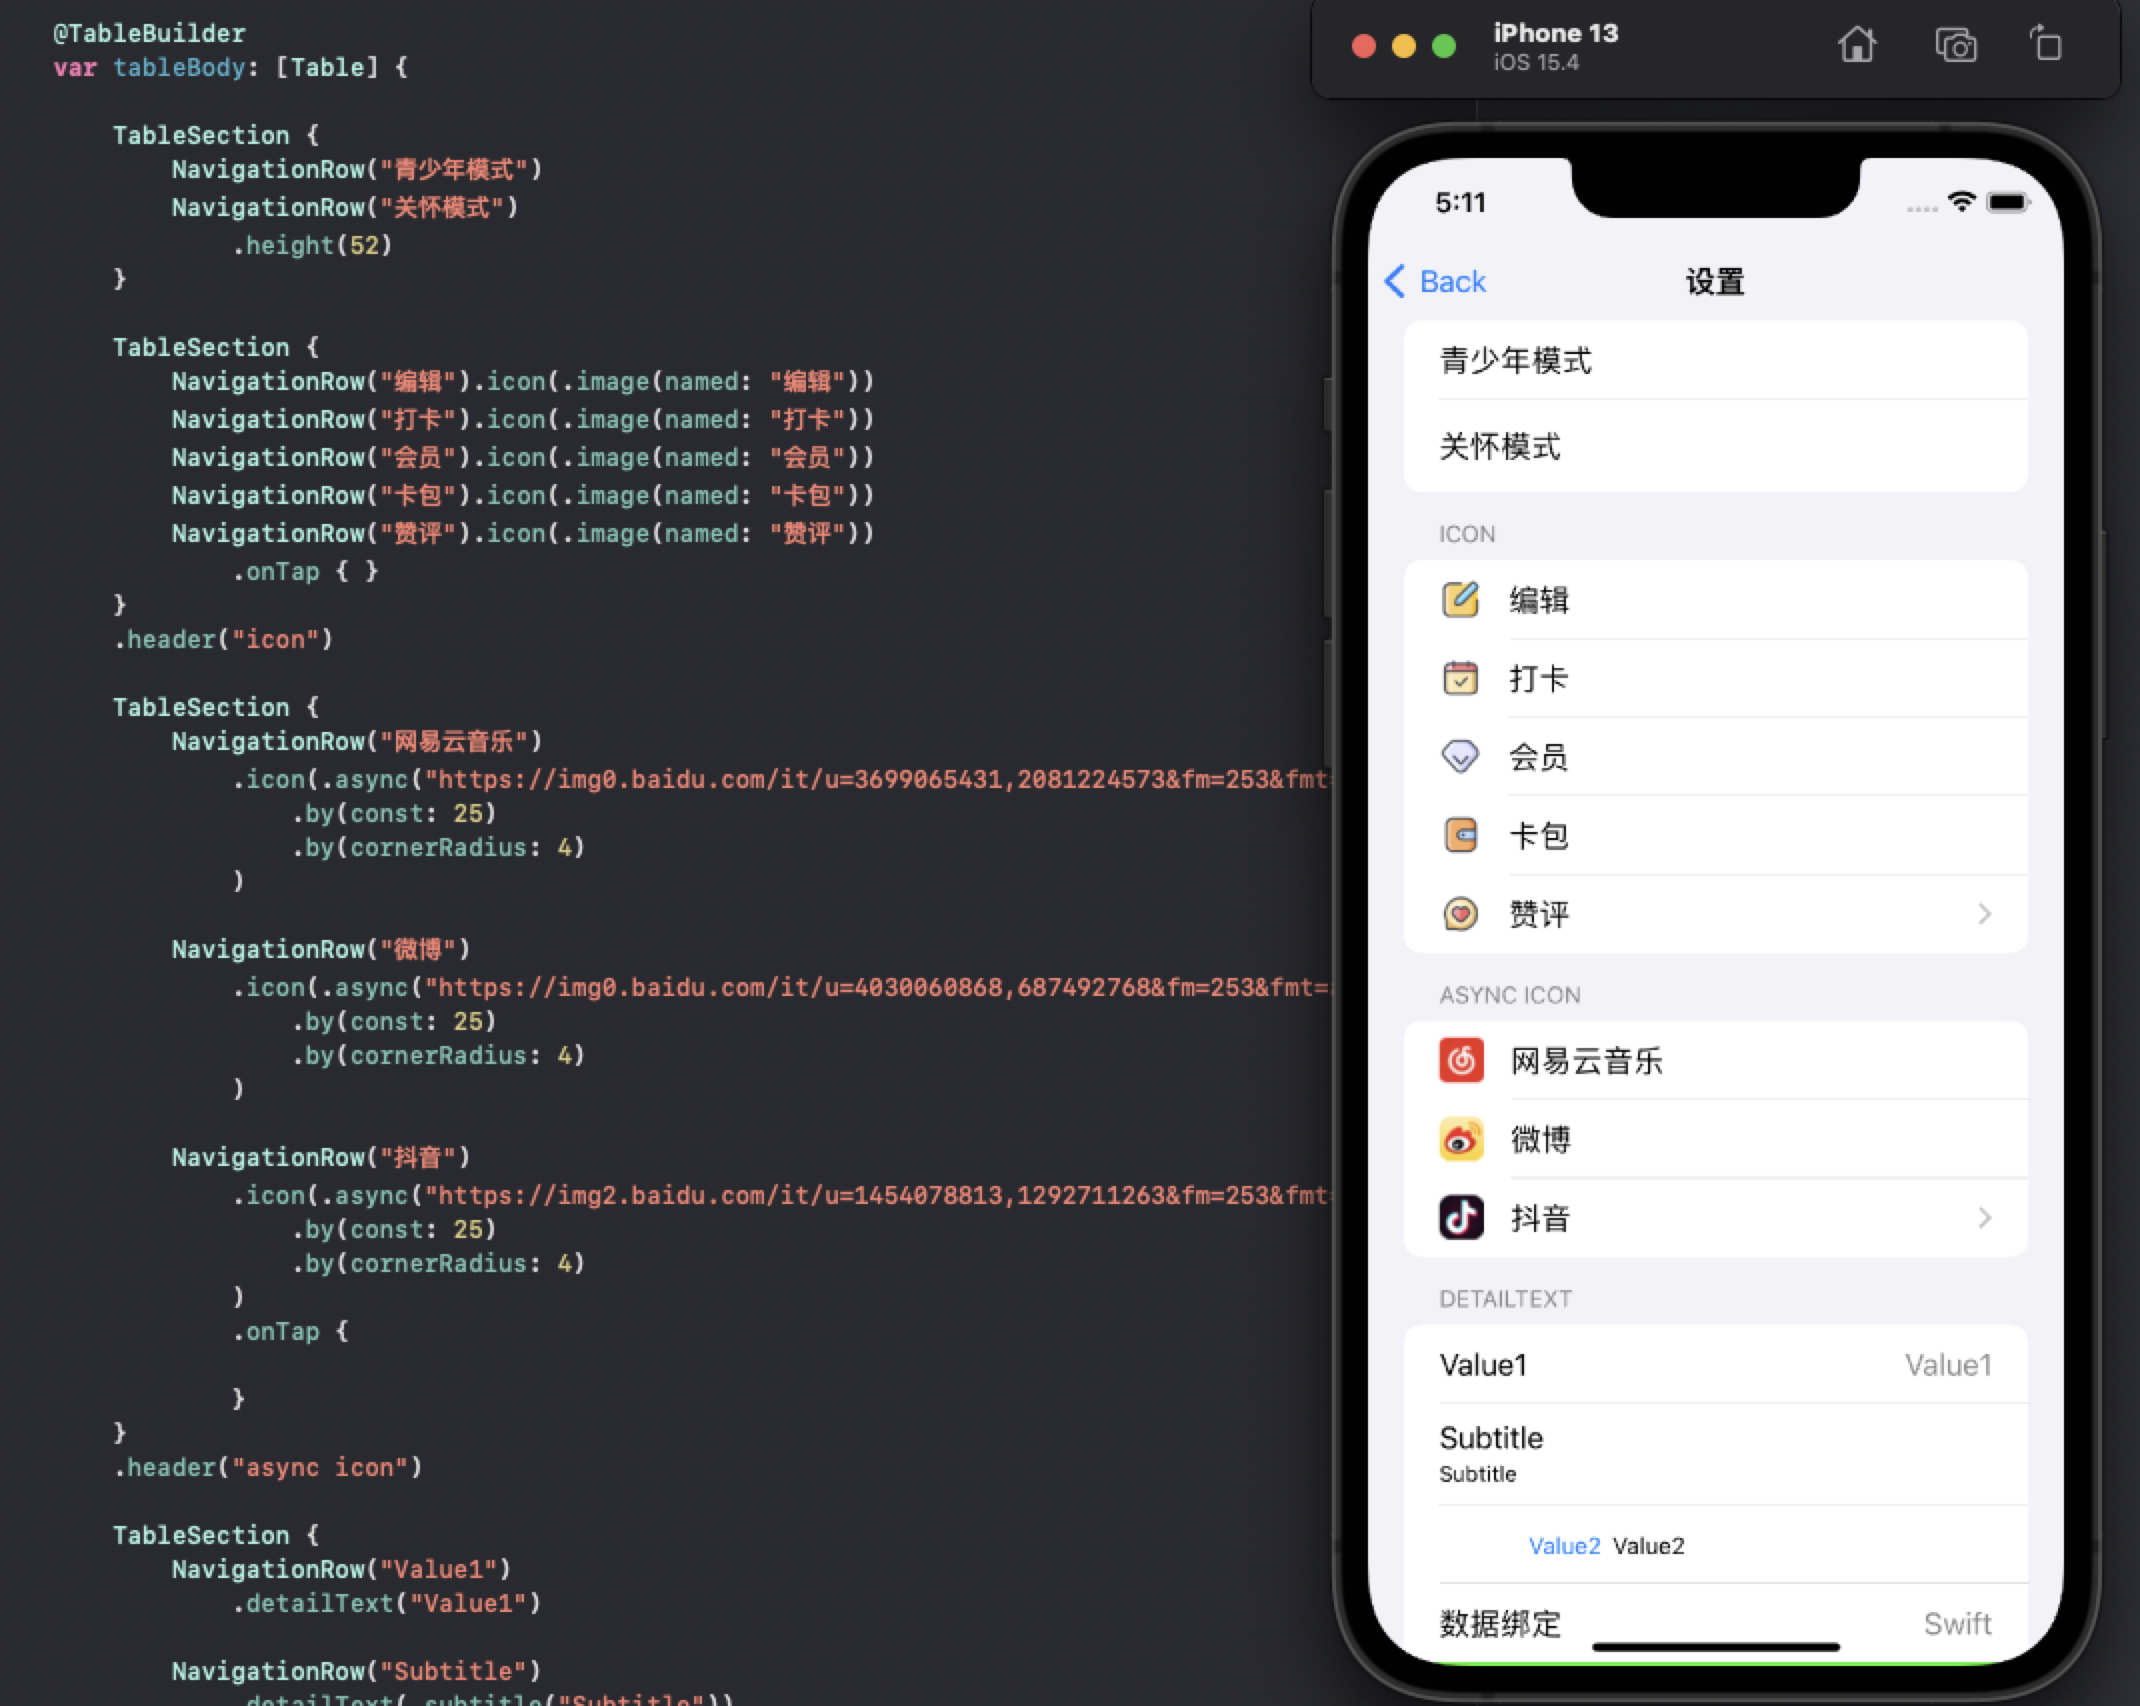 @TableBuilder
var tableBody: [Table] {
TableSection {
NavigationRow("青少年模式")
NavigationRow("关怀模式")
.height(52)
}
TableSection {
NavigationRow("编辑").icon(.image(named: "编辑"))
NavigationRow("打卡").icon(.image(named: "打卡"))
NavigationRow("会员").icon(.image(named: "会员"))
NavigationRow("卡包").icon(.image(named: "卡包"))
NavigationRow("赞评").icon(.image(named: "赞评"))
.onTap { }
}
.header("icon")
TableSection {
NavigationRow("网易云音乐")
.icon(.async("https://img0.baidu.com/it/u=3699065431,2081224573&fm=253&fmt=
.by(const: 25)
.by(cornerRadius: 4)
)
NavigationRow("微博")
.icon(.async("https://img0.baidu.com/it/u=4030060868,687492768&fm=253&fmt=
.by(const: 25)
.by(cornerRadius: 4)
)
NavigationRow("抖音")
.icon(.async("https://img2.baidu.com/it/u=1454078813,1292711263&fm=253&fmt=
.by(const: 25)
.by(cornerRadius: 4)
)
.onTap {
}
}
.header("async icon")
TableSection {
NavigationRow("Value1")
.detailText("Value1")
NavigationRow("Subtitle")
.detailText(.subtitle("Subtitle"))
iPhone 13
iOS 15.4
5:11
Back
设置
青少年模式
关怀模式
ICON
编辑
打卡
会员
卡包
赞评
ASYNC ICON
网易云音乐
微博
抖音
DETAILTEXT
Value1 Value1
Subtitle
Subtitle
Value2 Value2
数据绑定 Swift